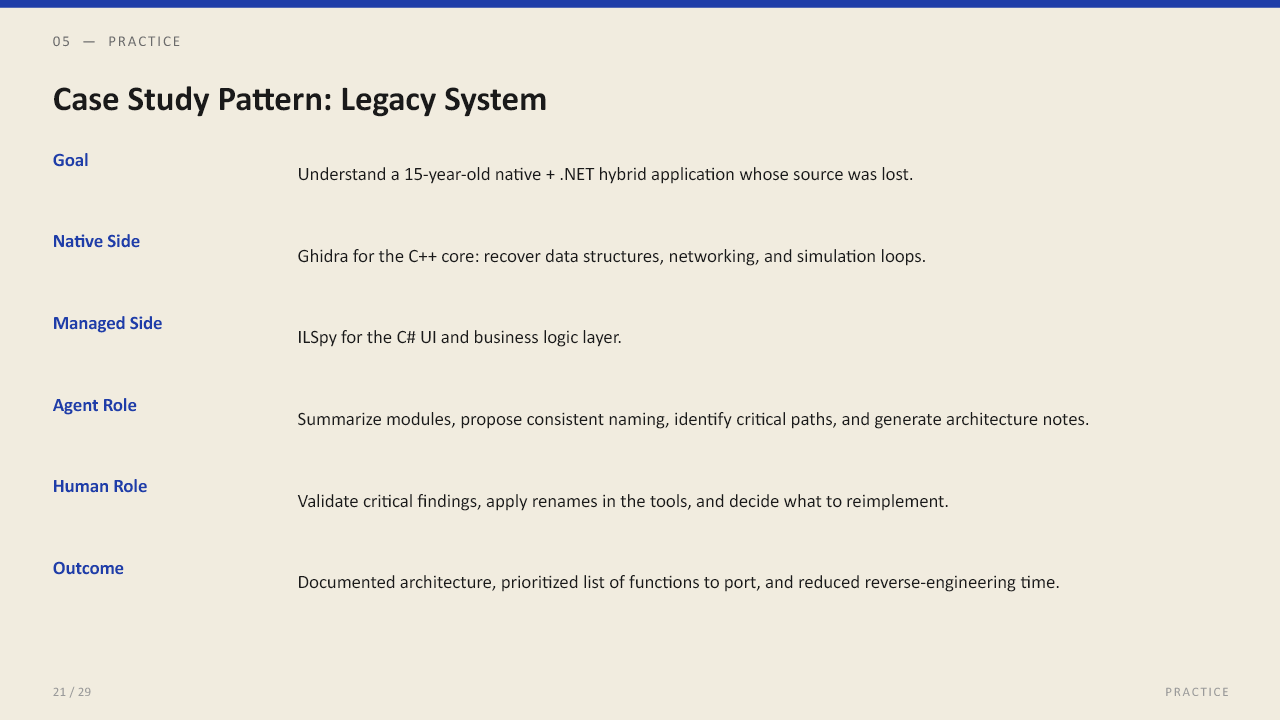 05 — PRACTICE
Case Study Pattern: Legacy System
Goal
Understand a 15-year-old native + .NET hybrid application whose source was lost.
Native Side
Ghidra for the C++ core: recover data structures, networking, and simulation loops.
Managed Side
ILSpy for the C# UI and business logic layer.
Agent Role
Summarize modules, propose consistent naming, identify critical paths, and generate architecture notes.
Human Role
Validate critical findings, apply renames in the tools, and decide what to reimplement.
Outcome
Documented architecture, prioritized list of functions to port, and reduced reverse-engineering time.
21 / 29
PRACTICE